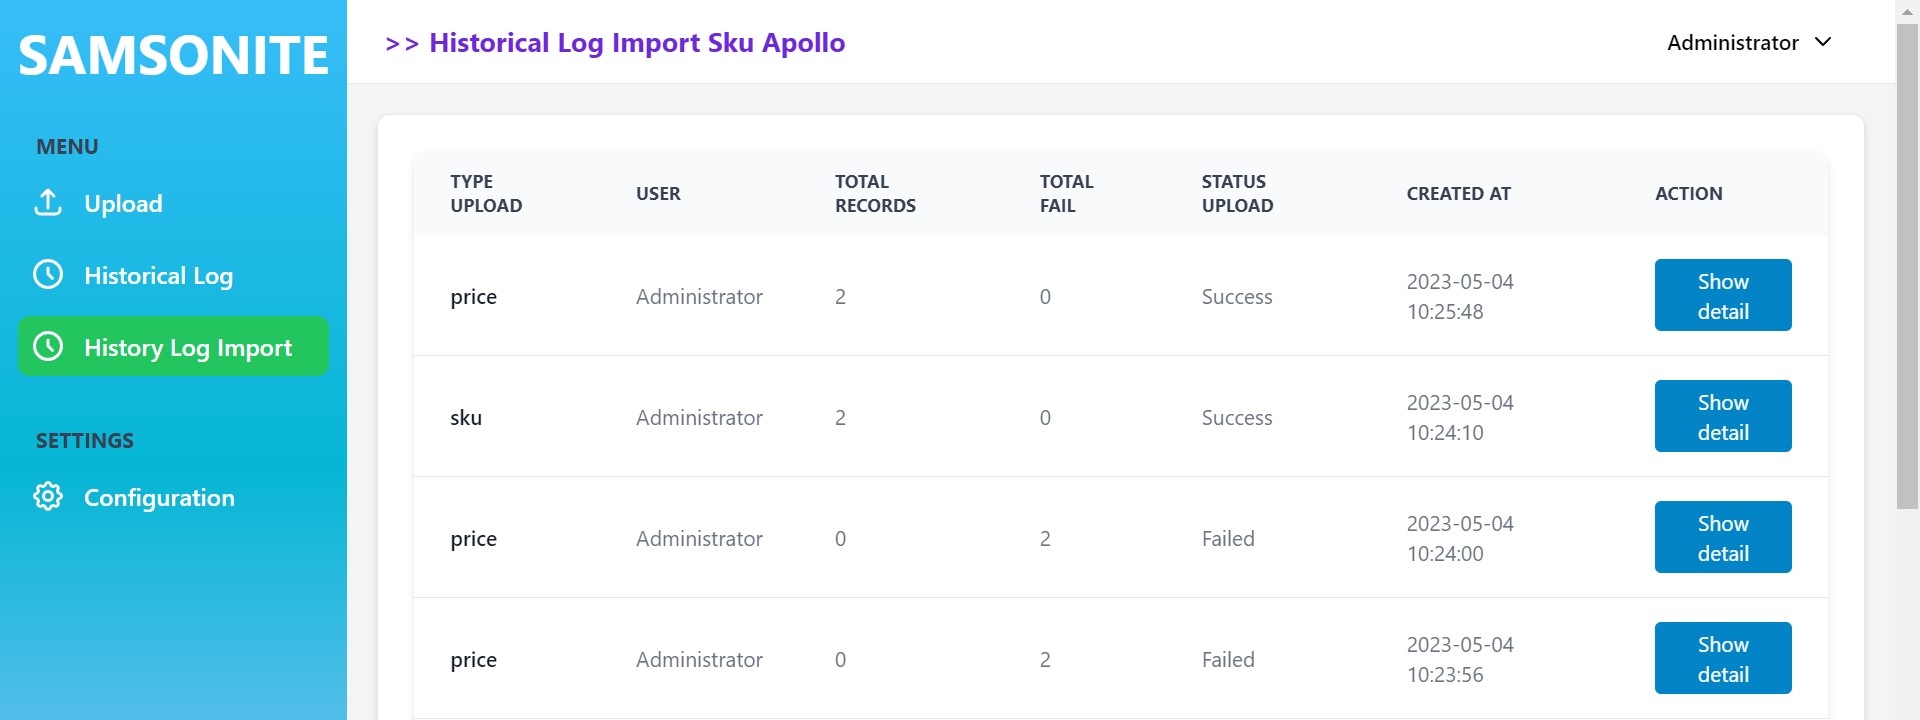 SAMSONITE
MENU
Upload
Historical Log
History Log Import
SETTINGS
Configuration
>> Historical Log Import Sku Apollo
Administrator
TYPE UPLOAD USER TOTAL RECORDS TOTAL FAIL STATUS UPLOAD CREATED AT ACTION
price Administrator 2 0 Success 2023-05-04 10:25:48 Show detail
sku Administrator 2 0 Success 2023-05-04 10:24:10 Show detail
price Administrator 0 2 Failed 2023-05-04 10:24:00 Show detail
price Administrator 0 2 Failed 2023-05-04 10:23:56 Show detail